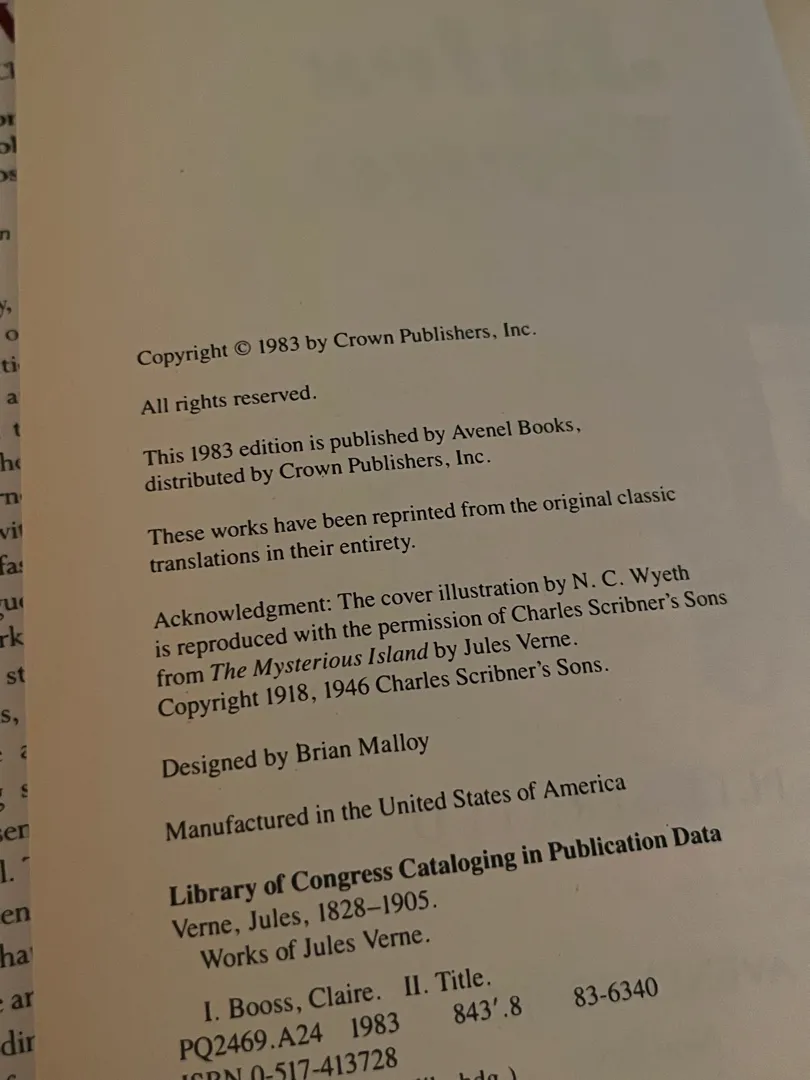 Copyright © 1983 by Crown Publishers, Inc.
All rights reserved.
This 1983 edition is published by Avenel Books,
distributed by Crown Publishers, Inc.
These works have been reprinted from the original classic
translations in their entirety.
Acknowledgment: The cover illustration by N. C. Wyeth
is reproduced with the permission of Charles Scribner's Sons
from The Mysterious Island by Jules Verne.
Copyright 1918, 1946 Charles Scribner's Sons.
Designed by Brian Malloy
Manufactured in the United States of America
Library of Congress Cataloging in Publication Data
Verne, Jules, 1828–1905.
Works of Jules Verne.
I. Booss, Claire. II. Title.
PQ2469.A24 1983 843′.8 83-6340
ISBN 0-517-413728